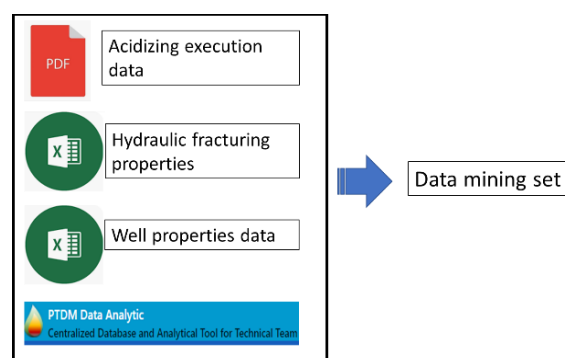 PDF
Acidizing execution
data
X
Hydraulic fracturing
properties
X
Well properties data
PTDM Data Analytic
Centralized Database and Analytical Tool for Technical Team
Data mining set